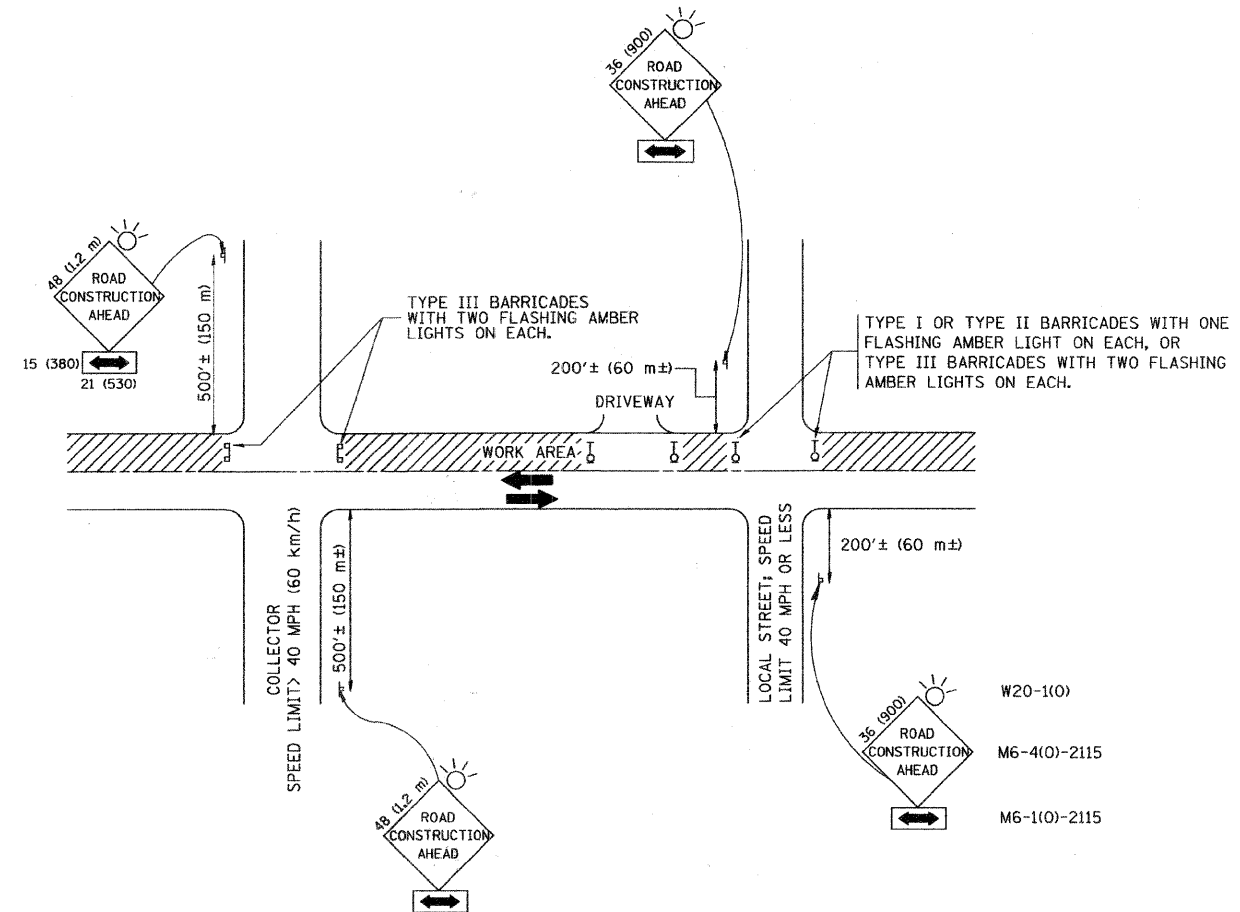 36 (900)
ROAD
CONSTRUCTION
AHEAD
48 (1.2 m)
ROAD
CONSTRUCTION
AHEAD
15 (380)
21 (530)
500'± (150 m)
TYPE III BARRICADES
WITH TWO FLASHING AMBER
LIGHTS ON EACH.
200'± (60 m±)
DRIVEWAY
TYPE I OR TYPE II BARRICADES WITH ONE
FLASHING AMBER LIGHT ON EACH, OR
TYPE III BARRICADES WITH TWO FLASHING
AMBER LIGHTS ON EACH.
WORK AREA
COLLECTOR
SPEED LIMIT> 40 MPH (60 km/h)
500'± (150 m±)
LOCAL STREET; SPEED
LIMIT 40 MPH OR LESS
200'± (60 m±)
48 (1.2 m)
ROAD
CONSTRUCTION
AHEAD
36 (900)
ROAD
CONSTRUCTION
AHEAD
W20-1(O)
M6-4(O)-2115
M6-1(O)-2115